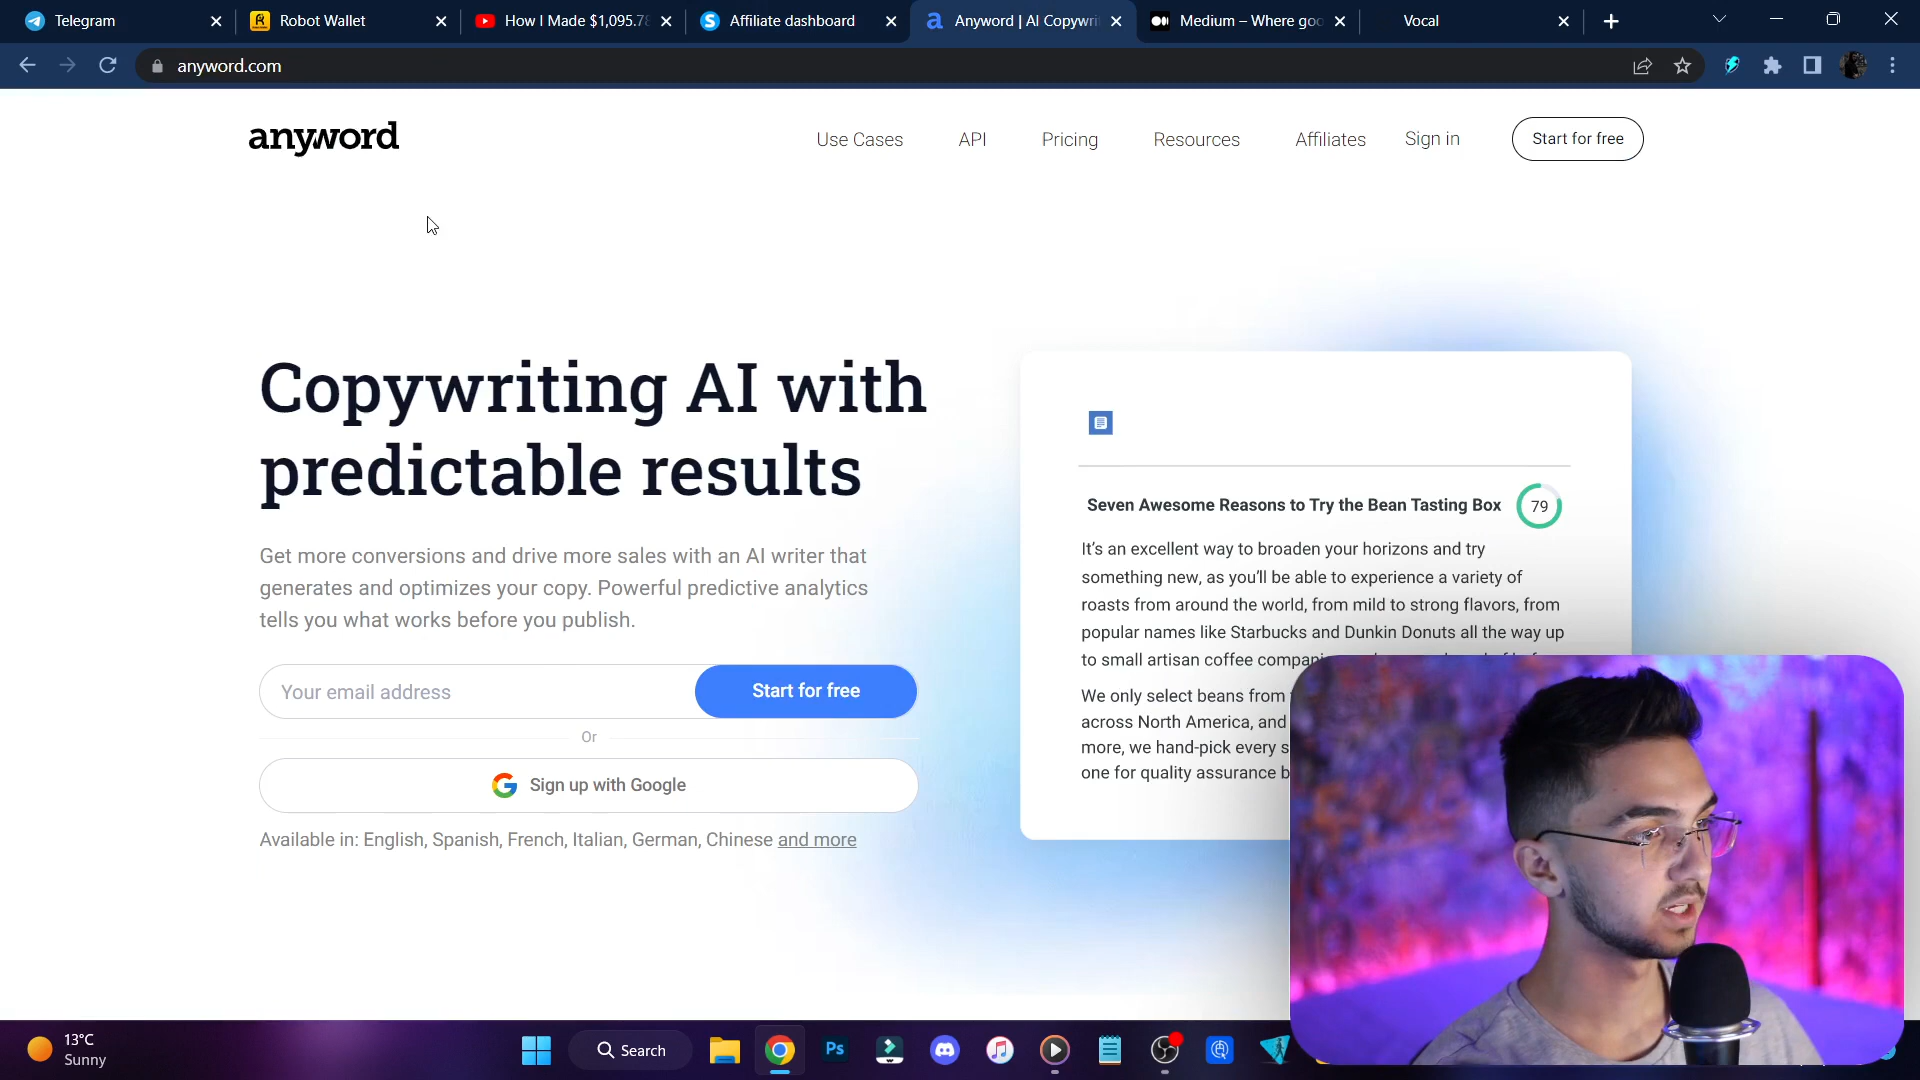 Telegram
Robot Wallet
How I Made $1,095.78
Affiliate dashboard
Anyword | AI Copywri
Medium – Where goo
Vocal
anyword.com
anyword
Use Cases
API
Pricing
Resources
Affiliates
Sign in
Start for free
Copywriting AI with
predictable results
Get more conversions and drive more sales with an AI writer that
generates and optimizes your copy. Powerful predictive analytics
tells you what works before you publish.
Your email address
Start for free
Or
Sign up with Google
Available in: English, Spanish, French, Italian, German, Chinese and more
Seven Awesome Reasons to Try the Bean Tasting Box
79
It's an excellent way to broaden your horizons and try
something new, as you'll be able to experience a variety of
roasts from around the world, from mild to strong flavors, from
popular names like Starbucks and Dunkin Donuts all the way up
to small artisan coffee
We only select beans from
across North America, and
more, we hand-pick every
one for quality assurance
13°C
Sunny
Search
Ps